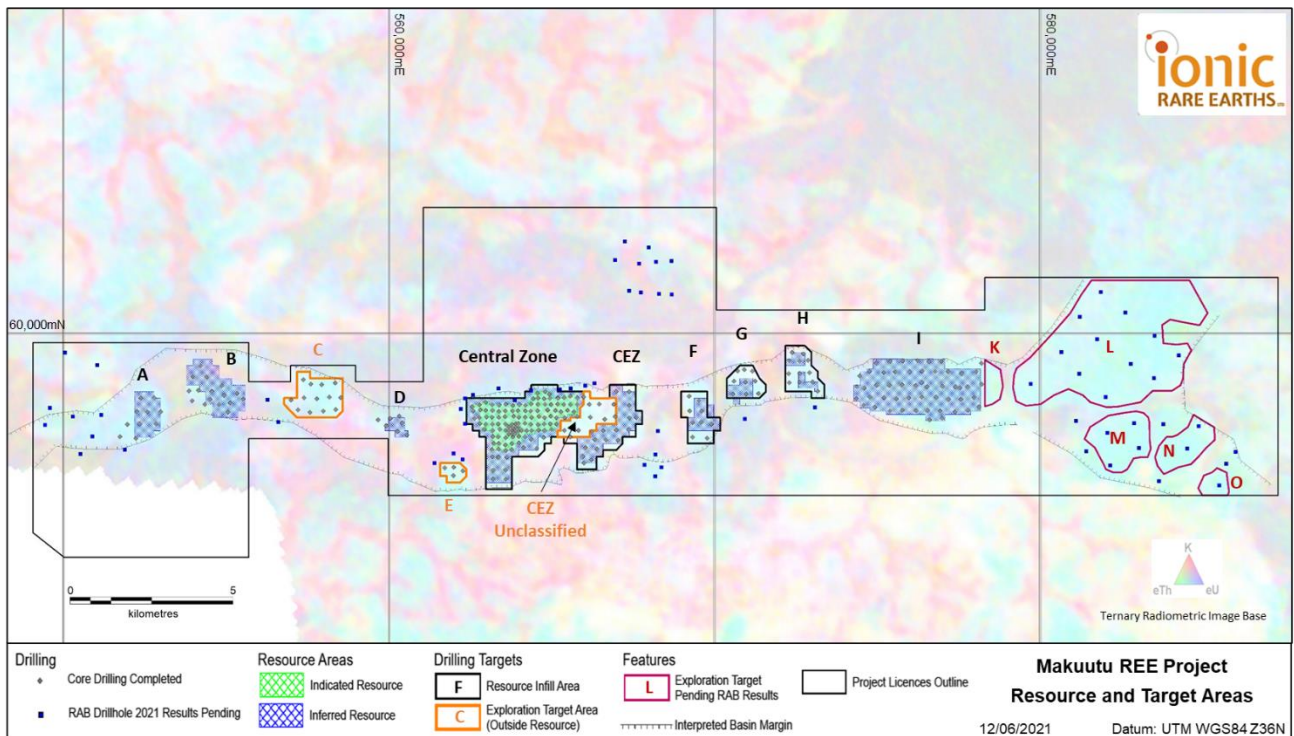 560,000mE
580,000mE
ionic
RARE EARTHS
60,000mN
A
B
C
D
E
Central Zone
CEZ
CEZ
Unclassified
F
G
H
I
K
L
M
N
O
0 5
kilometres
K
eTh eU
Ternary Radiometric Image Base
Drilling
Core Drilling Completed
RAB Drillhole 2021 Results Pending
Resource Areas
Indicated Resource
Inferred Resource
Drilling Targets
F Resource Infill Area
C Exploration Target Area
(Outside Resource)
Features
L Exploration Target
Pending RAB Results
Interpreted Basin Margin
Project Licences Outline
Makuutu REE Project
Resource and Target Areas
12/06/2021 Datum: UTM WGS84 Z36N